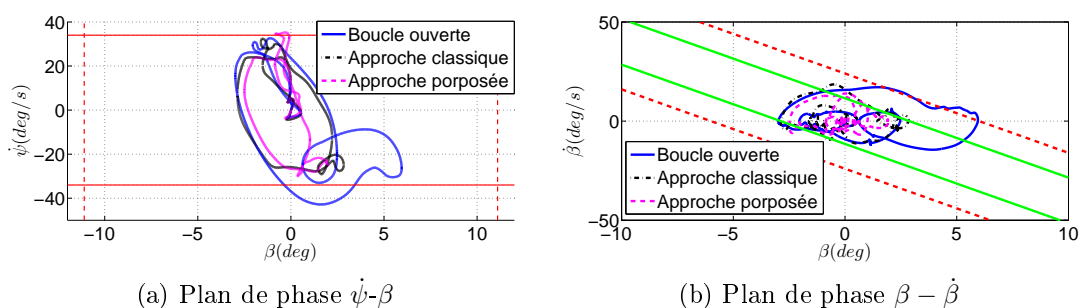 40
20
0
−20
−40
ψ̇(deg/s)
−10
−5
0
5
10
β(deg)
Boucle ouverte
Approche classique
Approche porposée
(a) Plan de phase ψ̇-β
50
0
−50
β̇(deg/s)
−10
−5
0
5
10
β(deg)
Boucle ouverte
Approche classique
Approche porposée
(b) Plan de phase β − β̇